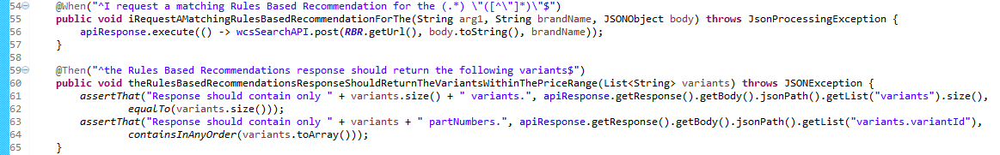 54 @When("^I request a matching Rules Based Recommendation for the (.*) \"([^\"]*)\"$")
55 public void iRequestAMatchingRulesBasedRecommendationForThe(String arg1, String brandName, JSONObject body) throws JsonProcessingException {
56 apiResponse.execute(() -> wcsSearchAPI.post(RBR.getUrl(), body.toString(), brandName));
57 }
58
59 @Then("^the Rules Based Recommendations response should return the following variants$")
60 public void theRulesBasedRecommendationsResponseShouldReturnTheVariantsWithinThePriceRange(List<String> variants) throws JSONException {
61 assertThat("Response should contain only " + variants.size() + " variants.", apiResponse.getResponse().getBody().jsonPath().getList("variants").size(),
62 equalTo(variants.size()));
63 assertThat("Response should contain only " + variants + " partNumbers.", apiResponse.getResponse().getBody().jsonPath().getList("variants.variantId"),
64 containsInAnyOrder(variants.toArray()));
65 }